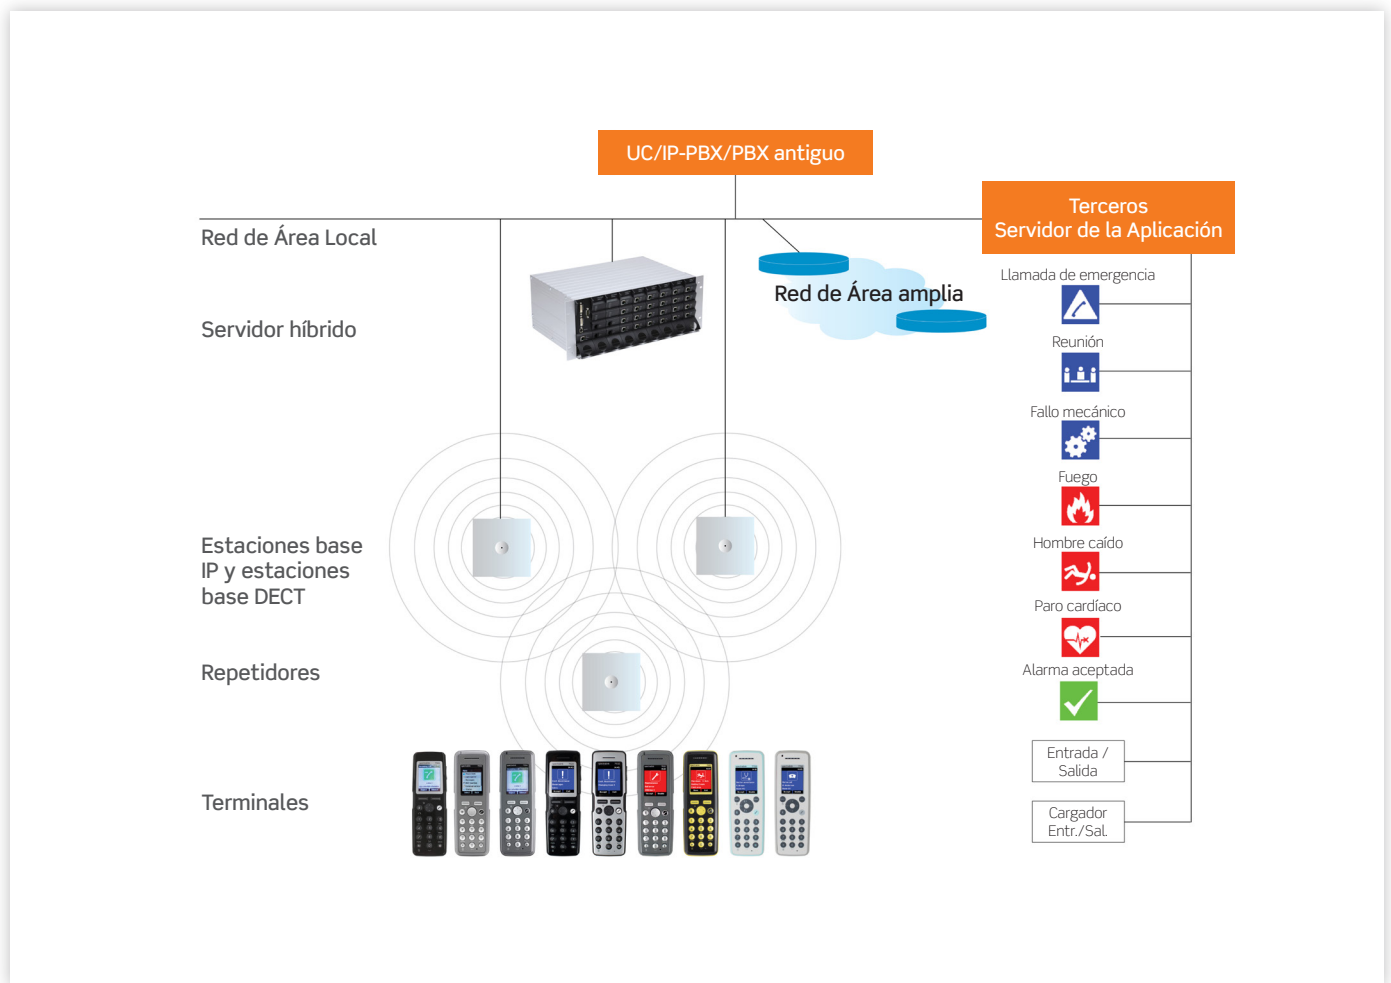 UC/IP-PBX/PBX antiguo
Terceros
Servidor de la Aplicación
Red de Área Local
Llamada de emergencia
Red de Área amplia
Servidor híbrido
Reunión
Fallo mecánico
Fuego
Hombre caído
Estaciones base
IP y estaciones
base DECT
Paro cardíaco
Repetidores
Alarma aceptada
Entrada /
Salida
Terminales
Cargador
Entr./Sal.